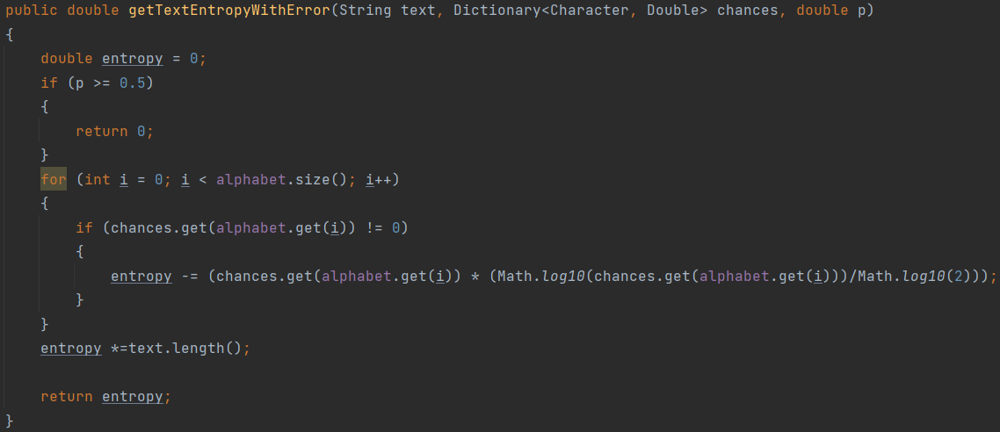 public double getTextEntropyWithError(String text, Dictionary<Character, Double> chances, double p)
{
    double entropy = 0;
    if (p >= 0.5)
    {
        return 0;
    }
    for (int i = 0; i < alphabet.size(); i++)
    {
        if (chances.get(alphabet.get(i)) != 0)
        {
            entropy -= (chances.get(alphabet.get(i)) * (Math.log10(chances.get(alphabet.get(i)))/Math.log10(2)));
        }
    }
    entropy *=text.length();

    return entropy;
}